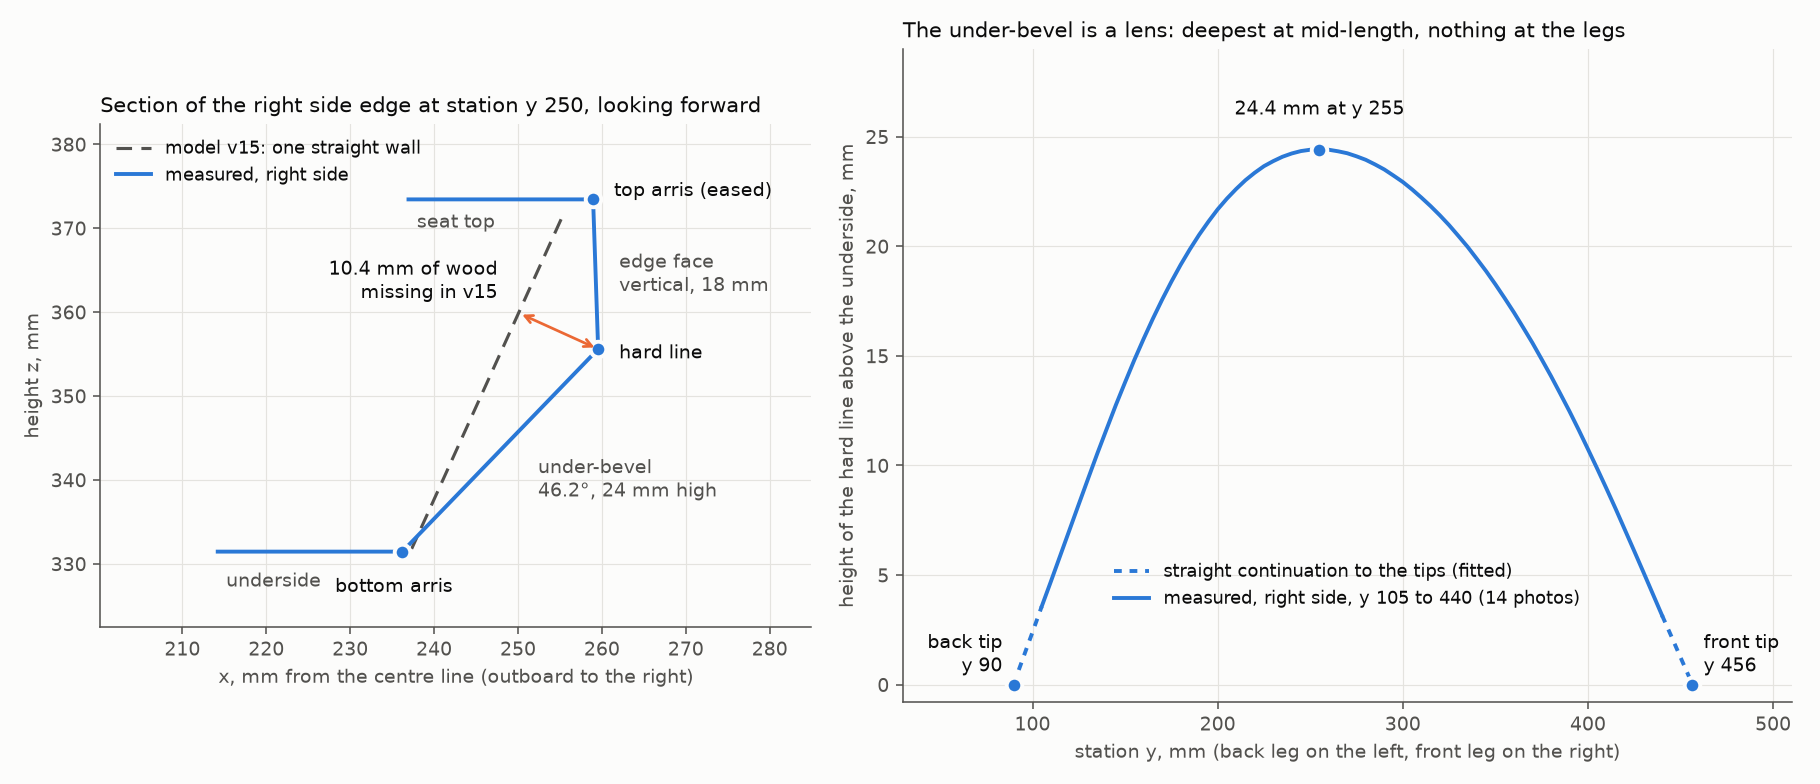 Section of the right side edge at station y 250, looking forward
model v15: one straight wall
measured, right side
top arris (eased)
seat top
10.4 mm of wood
missing in v15
edge face
vertical, 18 mm
hard line
under-bevel
46.2°, 24 mm high
underside
bottom arris
380
370
360
350
340
330
height z, mm
210 220 230 240 250 260 270 280
x, mm from the centre line (outboard to the right)
The under-bevel is a lens: deepest at mid-length, nothing at the legs
24.4 mm at y 255
straight continuation to the tips (fitted)
measured, right side, y 105 to 440 (14 photos)
back tip
y 90
front tip
y 456
25
20
15
10
5
0
height of the hard line above the underside, mm
100 200 300 400 500
station y, mm (back leg on the left, front leg on the right)